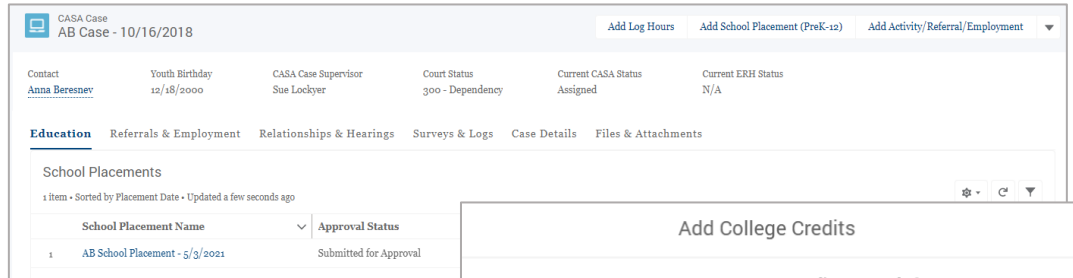 CASA Case
AB Case - 10/16/2018
Add Log Hours Add School Placement (PreK-12) Add Activity/Referral/Employment
Contact Youth Birthday CASA Case Supervisor Court Status Current CASA Status Current ERH Status
Anna Beresnev 12/18/2000 Sue Lockyer 300 - Dependency Assigned N/A
Education Referrals & Employment Relationships & Hearings Surveys & Logs Case Details Files & Attachments
School Placements
1 item • Sorted by Placement Date • Updated a few seconds ago
School Placement Name Approval Status
1 AB School Placement - 5/3/2021 Submitted for Approval
Add College Credits